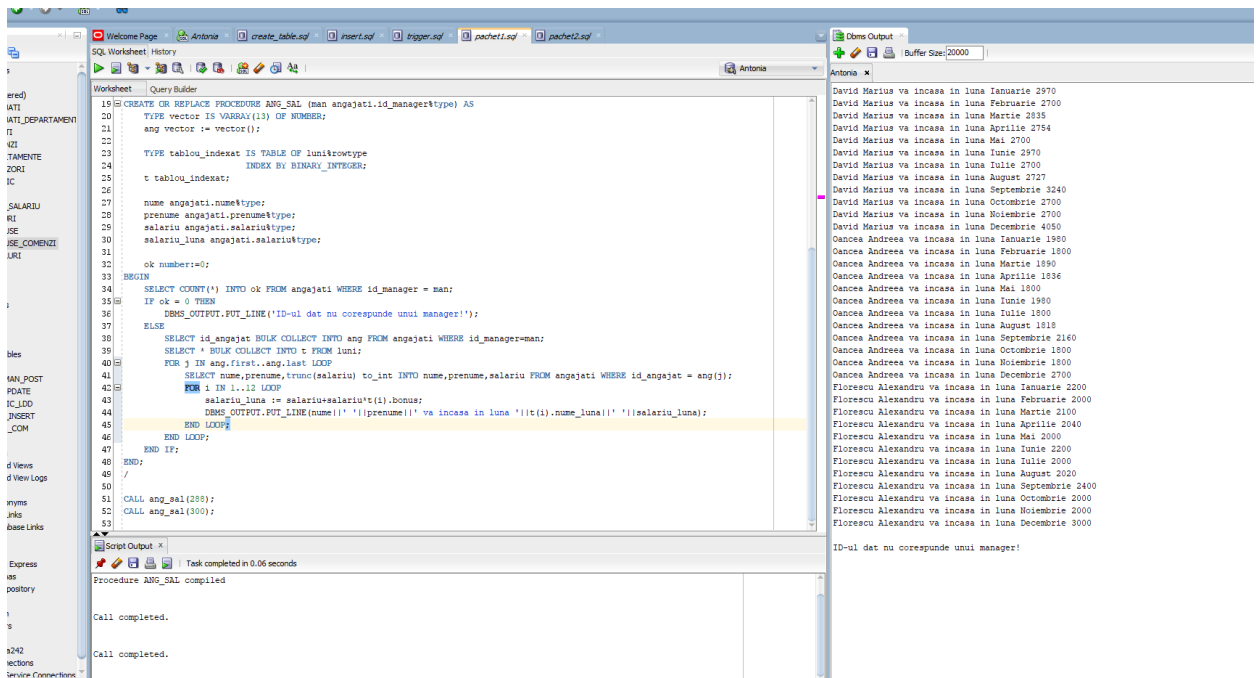 Welcome Page
Antonia
create_table.sql
insert.sql
trigger.sql
pachet1.sql
pachet2.sql
SQL Worksheet History
Antonia
Worksheet Query Builder
19 CREATE OR REPLACE PROCEDURE ANG_SAL (man angajati.id_manager%type) AS
20 TYPE vector IS VARRAY(13) OF NUMBER;
21 ang vector := vector();
22
23 TYPE tablou_indexat IS TABLE OF luni%rowtype
24 INDEX BY BINARY_INTEGER;
25 t tablou_indexat;
26
27 nume angajati.nume%type;
28 prenume angajati.prenume%type;
29 salariu angajati.salariu%type;
30 salariu_luna angajati.salariu%type;
31
32 ok number:=0;
33 BEGIN
34 SELECT COUNT(*) INTO ok FROM angajati WHERE id_manager = man;
35 IF ok = 0 THEN
36 DBMS_OUTPUT.PUT_LINE('ID-ul dat nu corespunde unui manager!');
37 ELSE
38 SELECT id_angajat BULK COLLECT INTO ang FROM angajati WHERE id_manager=man;
39 SELECT * BULK COLLECT INTO t FROM luni;
40 FOR j IN ang.first..ang.last LOOP
41 SELECT nume,prenume,trunc(salariu) to_int INTO nume,prenume,salariu FROM angajati WHERE id_angajat = ang(j);
42 FOR i IN 1..12 LOOP
43 salariu_luna := salariu+salariu*t(i).bonus;
44 DBMS_OUTPUT.PUT_LINE(nume||' '||prenume||' va incasa in luna '||t(i).nume_luna||' '||salariu_luna);
45 END LOOP;
46 END LOOP;
47 END IF;
48 END;
49 /
50
51 CALL ang_sal(288);
52 CALL ang_sal(300);
53
Script Output
Task completed in 0.06 seconds
Procedure ANG_SAL compiled
Call completed.
Call completed.
Dbms Output
Buffer Size: 20000
Antonia
David Marius va incasa in luna Ianuarie 2970
David Marius va incasa in luna Februarie 2700
David Marius va incasa in luna Martie 2835
David Marius va incasa in luna Aprilie 2754
David Marius va incasa in luna Mai 2700
David Marius va incasa in luna Iunie 2970
David Marius va incasa in luna Iulie 2700
David Marius va incasa in luna August 2727
David Marius va incasa in luna Septembrie 3240
David Marius va incasa in luna Octombrie 2700
David Marius va incasa in luna Noiembrie 2700
David Marius va incasa in luna Decembrie 4050
Oancea Andreea va incasa in luna Ianuarie 1980
Oancea Andreea va incasa in luna Februarie 1800
Oancea Andreea va incasa in luna Martie 1890
Oancea Andreea va incasa in luna Aprilie 1836
Oancea Andreea va incasa in luna Mai 1800
Oancea Andreea va incasa in luna Iunie 1980
Oancea Andreea va incasa in luna Iulie 1800
Oancea Andreea va incasa in luna August 1818
Oancea Andreea va incasa in luna Septembrie 2160
Oancea Andreea va incasa in luna Octombrie 1800
Oancea Andreea va incasa in luna Noiembrie 1800
Oancea Andreea va incasa in luna Decembrie 2700
Florescu Alexandru va incasa in luna Ianuarie 2200
Florescu Alexandru va incasa in luna Februarie 2000
Florescu Alexandru va incasa in luna Martie 2100
Florescu Alexandru va incasa in luna Aprilie 2040
Florescu Alexandru va incasa in luna Mai 2000
Florescu Alexandru va incasa in luna Iunie 2200
Florescu Alexandru va incasa in luna Iulie 2000
Florescu Alexandru va incasa in luna August 2020
Florescu Alexandru va incasa in luna Septembrie 2400
Florescu Alexandru va incasa in luna Octombrie 2000
Florescu Alexandru va incasa in luna Noiembrie 2000
Florescu Alexandru va incasa in luna Decembrie 3000
ID-ul dat nu corespunde unui manager!